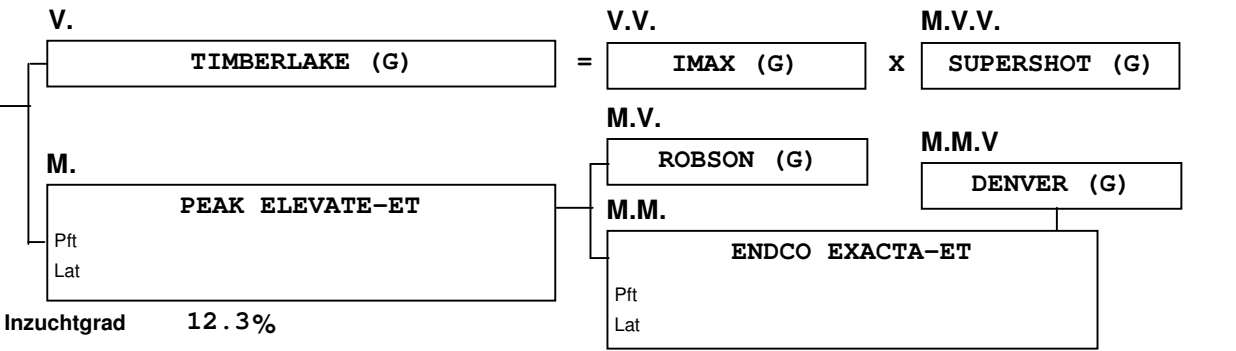 V.
V.V.
M.V.V.
TIMBERLAKE (G) = IMAX (G) X SUPERSHOT (G)
M.V.
M.M.V
ROBSON (G)
DENVER (G)
M.
PEAK ELEVATE-ET
Pft
Lat
M.M.
ENDCO EXACTA-ET
Pft
Lat
Inzuchtgrad 12.3%